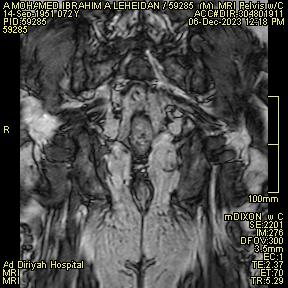 A MOHAMED IBRAHIM A LEHEIDAN / 59285 (M) MRI Pelvis w/C
14-Sep-1951 072Y ACC#DIR:304801911
PID:59285 06-Dec-2023 12:18 PM
59285
R
100mm
mDIXON_w C
SE:2201
IM:276
DFOV:300
3.5mm
EC:1
Ad Diriyah Hospital TE:2.37
MRI ET:70
MRI TR:5.29